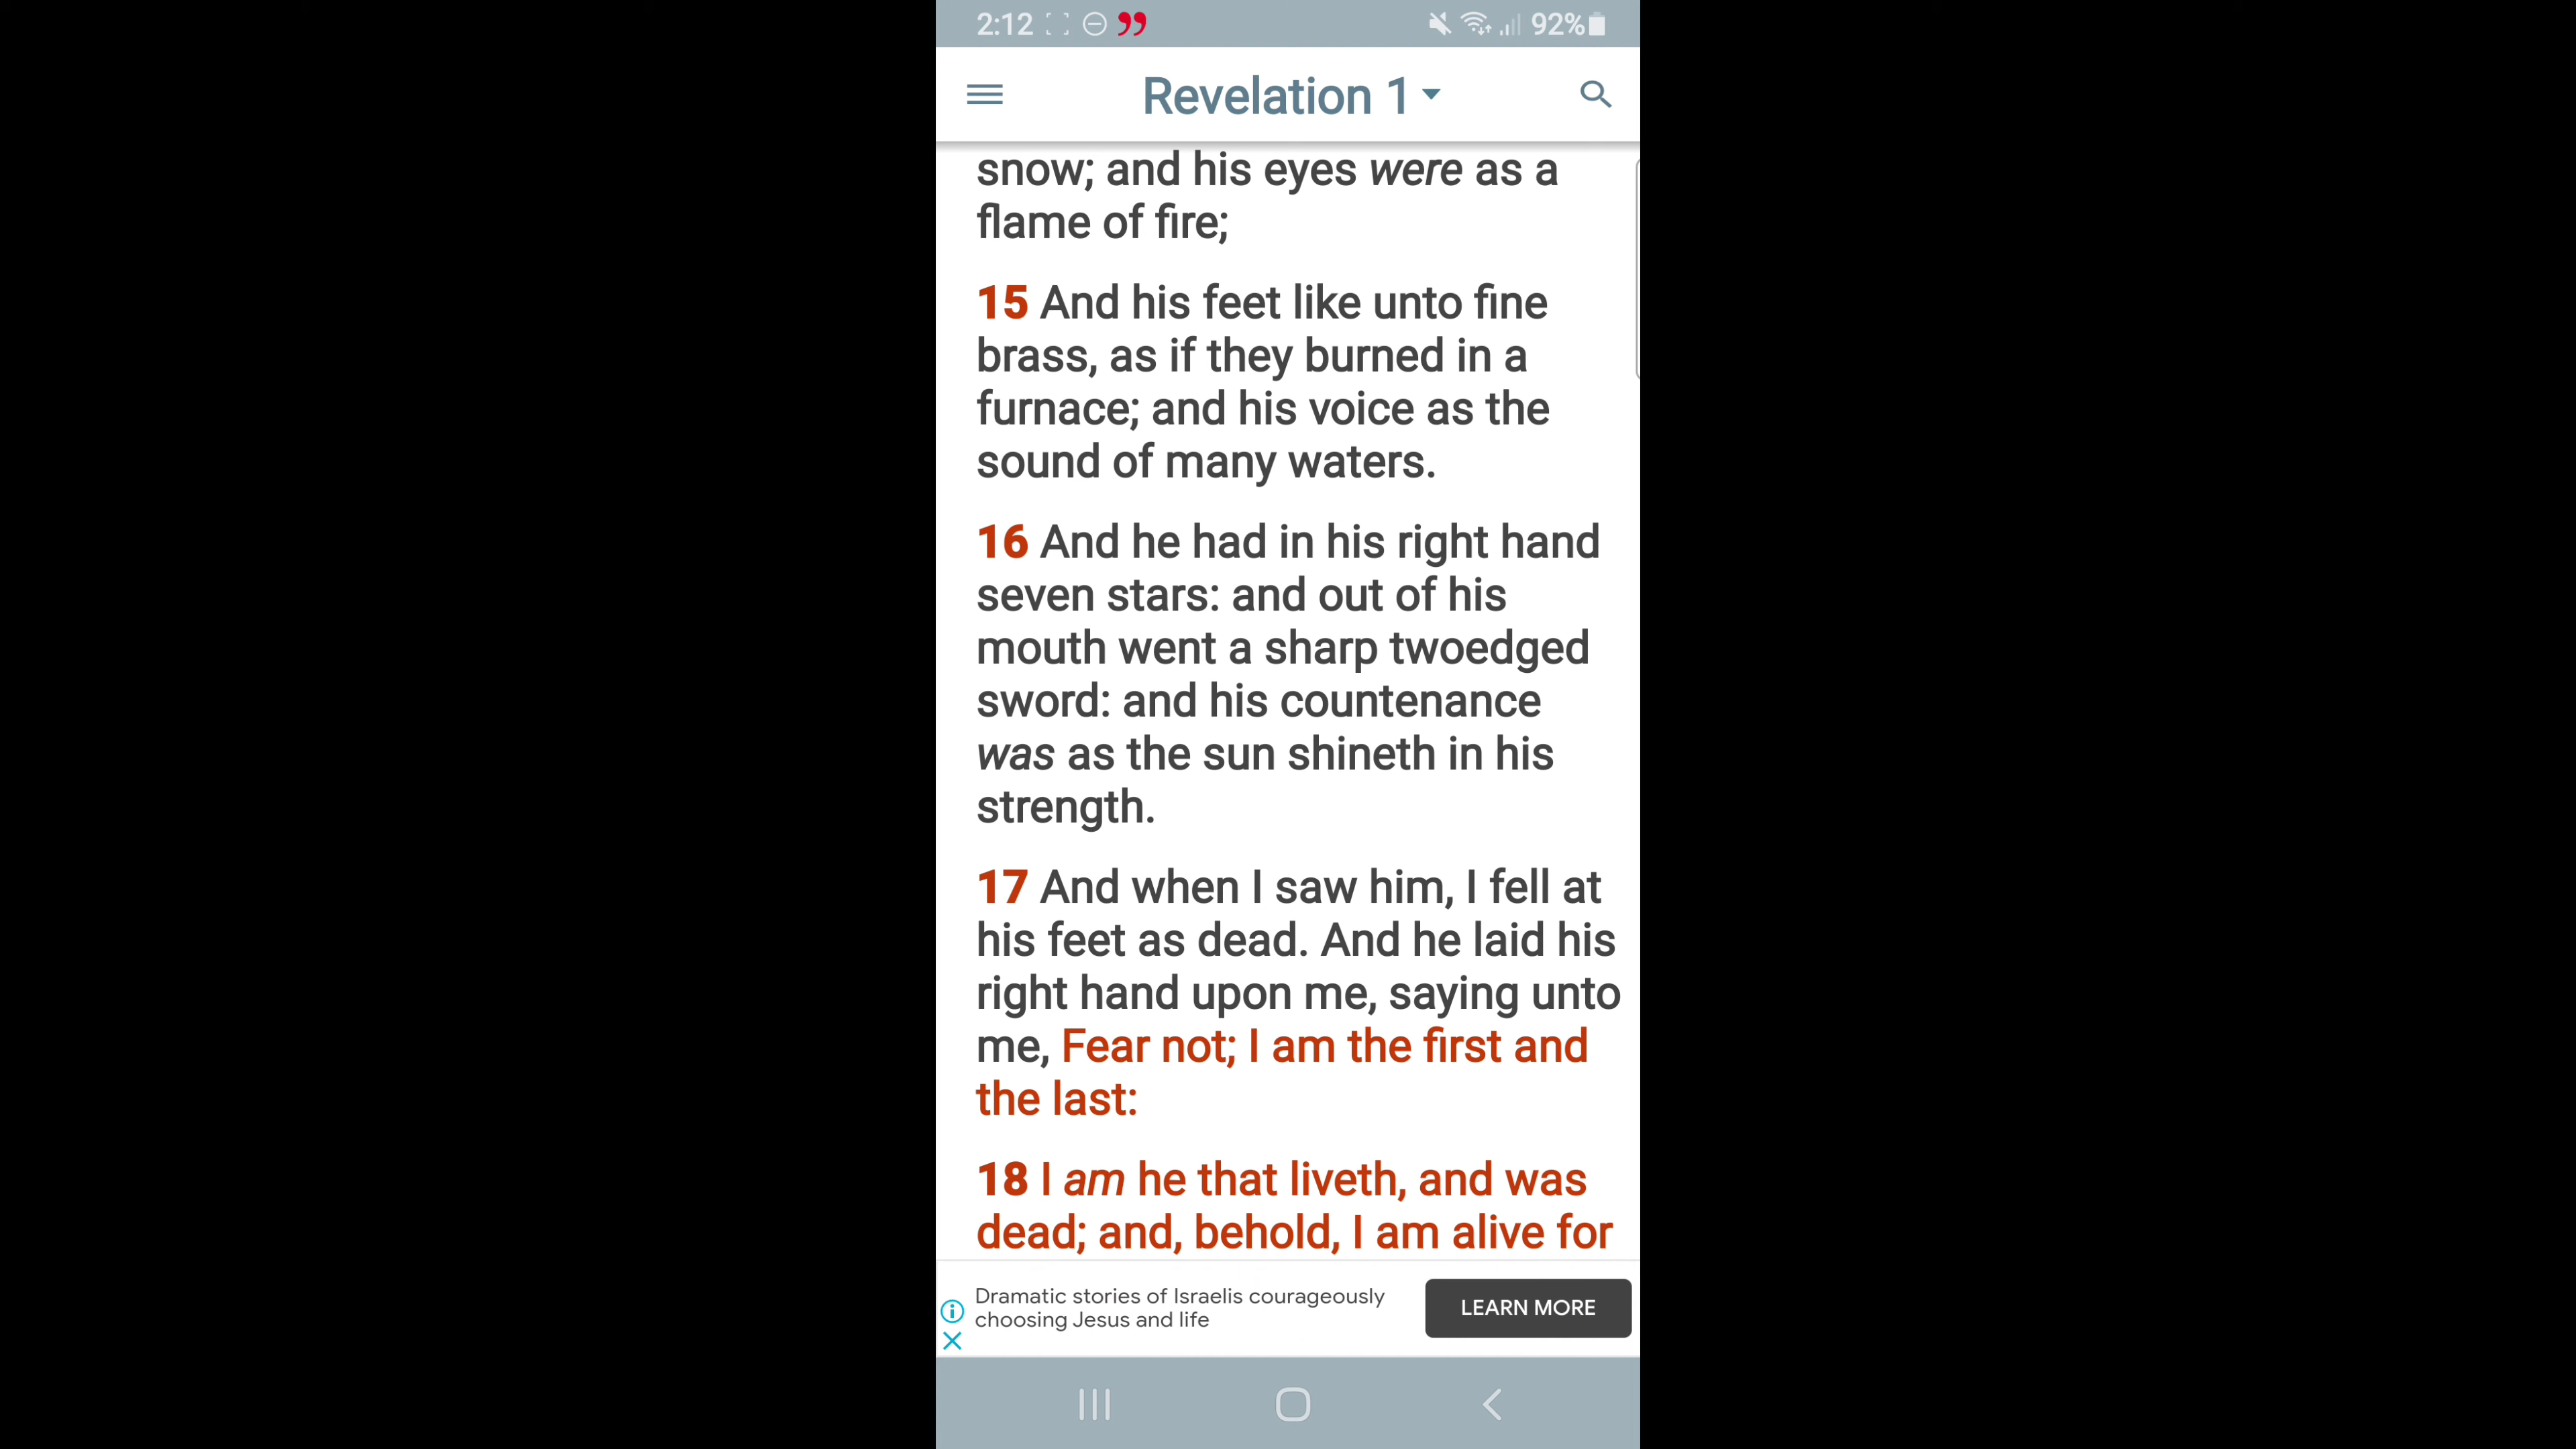 2:12
92%
Revelation 1
snow; and his eyes were as a
flame of fire;
15 And his feet like unto fine
brass, as if they burned in a
furnace; and his voice as the
sound of many waters.
16 And he had in his right hand
seven stars: and out of his
mouth went a sharp twoedged
sword: and his countenance
was as the sun shineth in his
strength.
17 And when I saw him, I fell at
his feet as dead. And he laid his
right hand upon me, saying unto
me, Fear not; I am the first and
the last:
18 I am he that liveth, and was
dead; and, behold, I am alive for
Dramatic stories of Israelis courageously
choosing Jesus and life
LEARN MORE